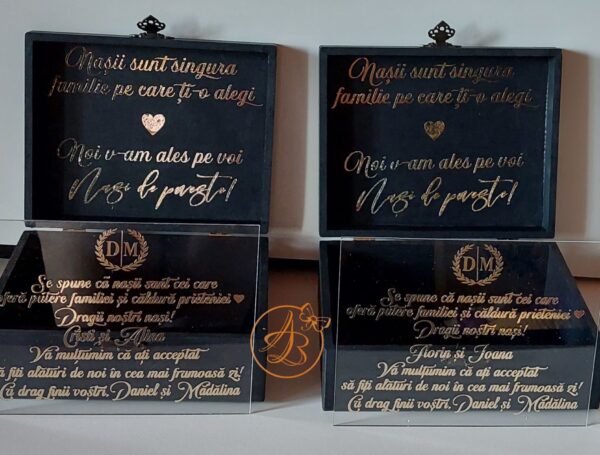 Nașii sunt singura
familie pe care ți-o alegi
Noi v-am ales pe voi
Nași de poveste!
D M
Se spune că nașii sunt cei care
oferă putere familiei și căldură prieteniei
Dragii noștri nași!
Cristi și Alisa
Vă mulțumim că ați acceptat
să fiți alături de noi în cea mai frumoasă zi!
Cu drag finii voștri, Daniel și Mădălina
AB
Nașii sunt singura
familie pe care ți-o alegi
Noi v-am ales pe voi
Nași de poveste!
D M
Se spune că nașii sunt cei care
oferă putere familiei și căldură prieteniei
Dragii noștri nași!
Florin și Ioana
Vă mulțumim că ați acceptat
să fiți alături de noi în cea mai frumoasă zi!
Cu drag finii voștri, Daniel și Mădălina